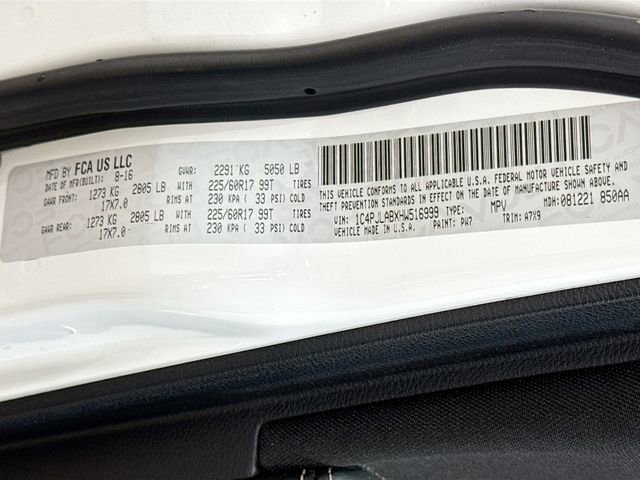 MFD BY FCA US LLC
DATE OF MFR(BUILT): 8-16 GVWR: 2291 KG 5050 LB
GAWR FRONT: 1273 KG 2805 LB WITH 225/60R17 99T TIRES
17X7.0 RIMS AT 230 KPA ( 33 PSI) COLD
GAWR REAR: 1273 KG 2805 LB WITH 225/60R17 99T TIRES
17X7.0 RIMS AT 230 KPA ( 33 PSI) COLD
THIS VEHICLE CONFORMS TO ALL APPLICABLE U.S.A. FEDERAL MOTOR VEHICLE SAFETY AND
THEFT PREVENTION STANDARDS IN EFFECT ON THE DATE OF MANUFACTURE SHOWN ABOVE.
VIN: 1C4PJLABXHW516999 TYPE: MPV MDH: 081221 850AA
VEHICLE MADE IN U.S.A. PAINT: PW7 TRIM: A7X9